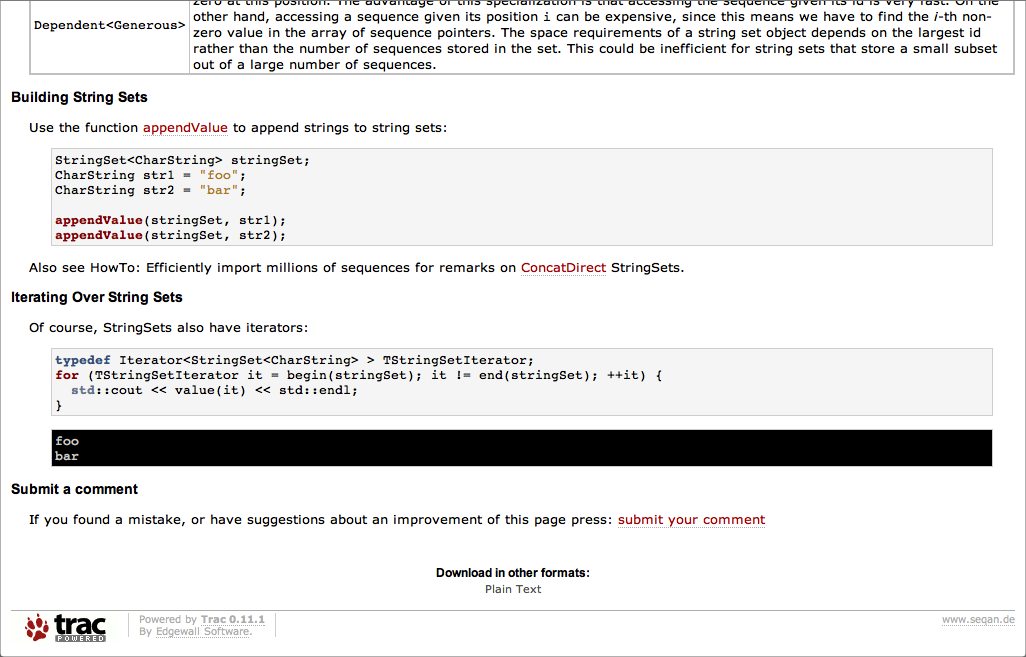 zero at this position. The advantage of this specialization is that accessing the sequence given its id is very fast. On the
Dependent<Generous>
other hand, accessing a sequence given its position i can be expensive, since this means we have to find the i-th non-
zero value in the array of sequence pointers. The space requirements of a string set object depends on the largest id
rather than the number of sequences stored in the set. This could be inefficient for string sets that store a small subset
out of a large number of sequences.
Building String Sets
Use the function appendValue to append strings to string sets:
StringSet<CharString> stringSet;
CharString str1 = "foo";
CharString str2 = "bar";
appendValue(stringSet, str1);
appendValue(stringSet, str2);
Also see HowTo: Efficiently import millions of sequences for remarks on ConcatDirect StringSets.
Iterating Over String Sets
Of course, StringSets also have iterators:
typedef Iterator<StringSet<CharString> > TStringSetIterator;
for (TStringSetIterator it = begin(stringSet); it != end(stringSet); ++it) {
  std::cout << value(it) << std::endl;
}
foo
bar
Submit a comment
If you found a mistake, or have suggestions about an improvement of this page press: submit your comment
Download in other formats:
Plain Text
trac
POWERED
Powered by Trac 0.11.1
By Edgewall Software.
www.seqan.de